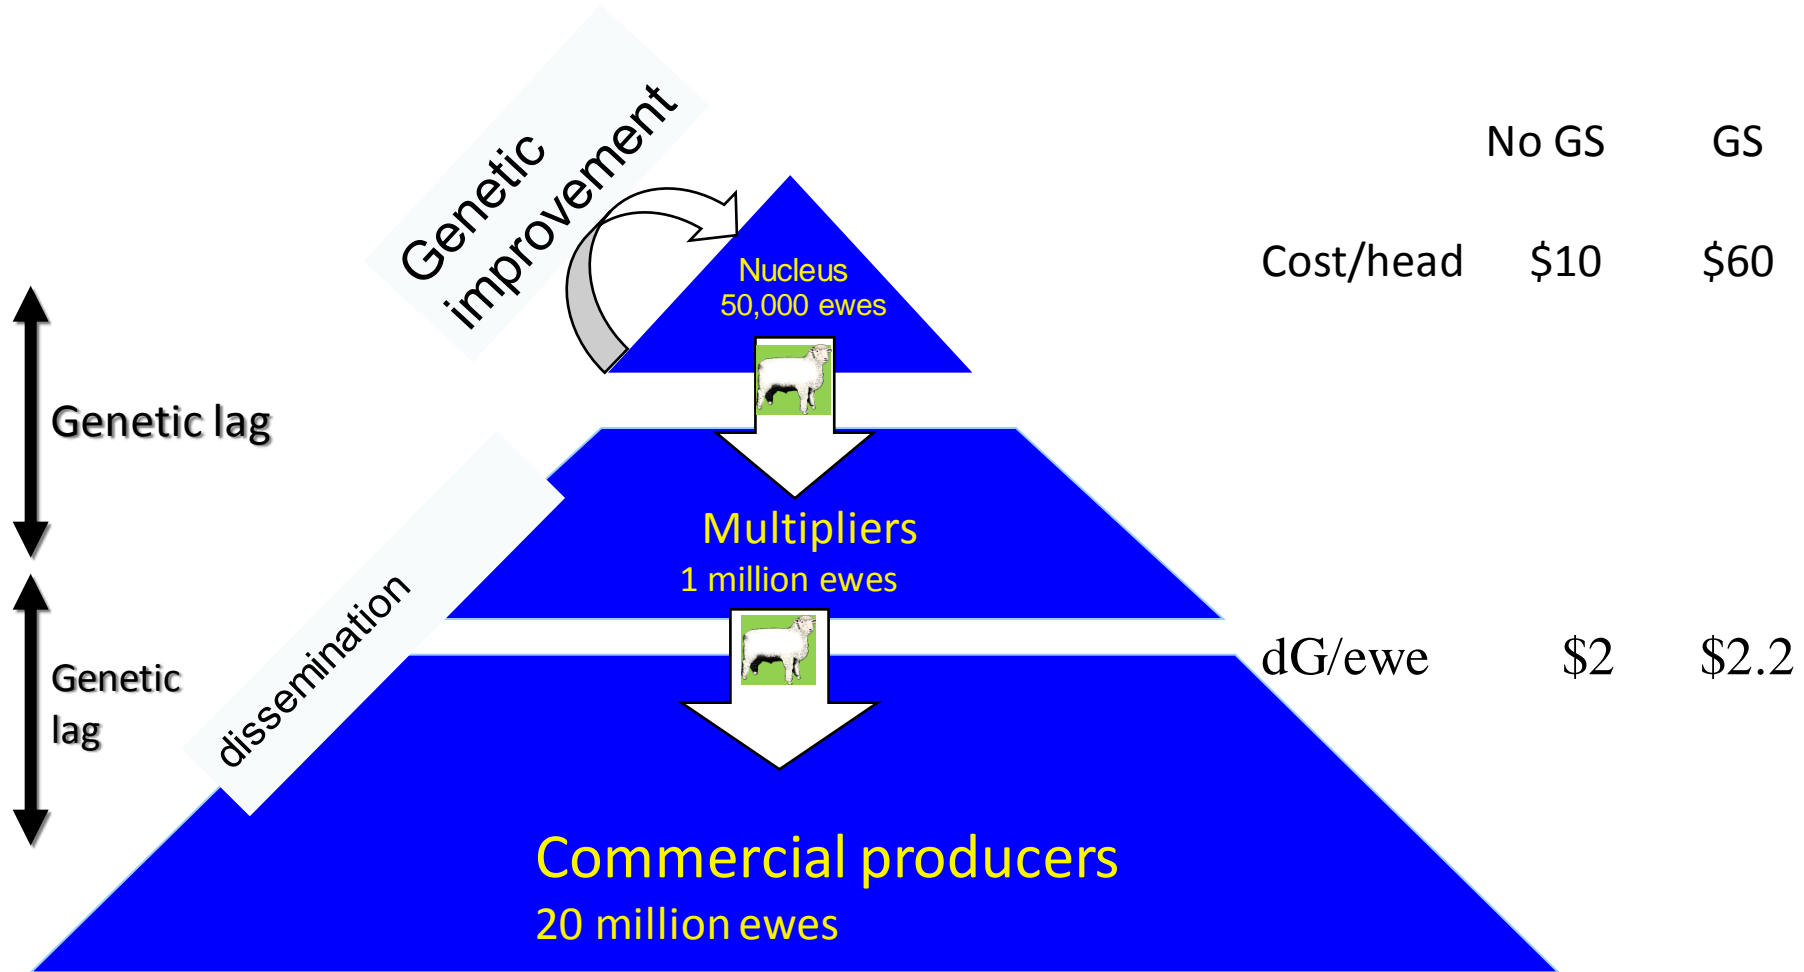 Genetic
improvement
No GS GS
Nucleus
50,000 ewes
Cost/head $10 $60
Genetic lag
Multipliers
1 million ewes
dissemination
Genetic
lag
dG/ewe $2 $2.2
Commercial producers
20 million ewes